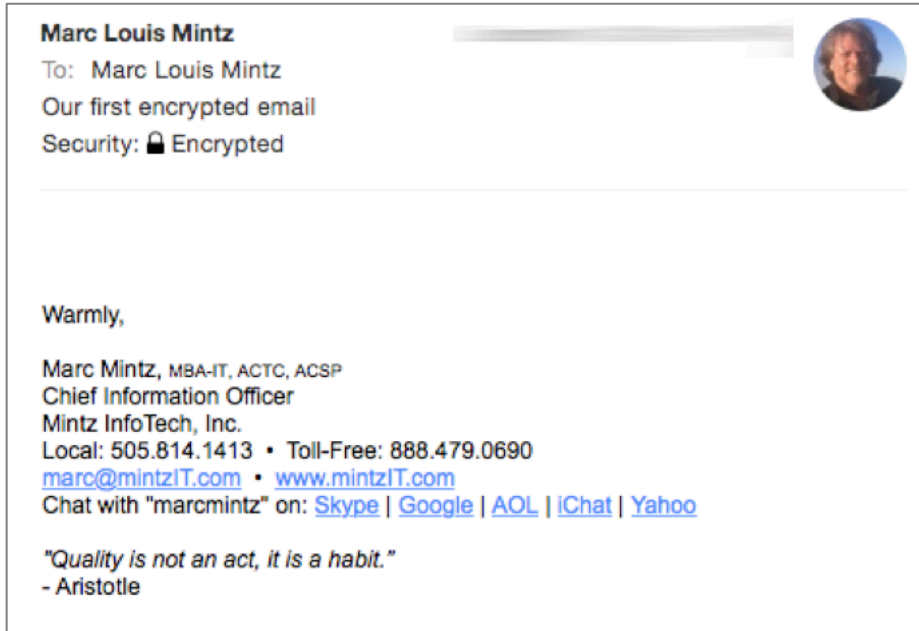 Marc Louis Mintz
To: Marc Louis Mintz
Our first encrypted email
Security: Encrypted
Warmly,
Marc Mintz, MBA-IT, ACTC, ACSP
Chief Information Officer
Mintz InfoTech, Inc.
Local: 505.814.1413 • Toll-Free: 888.479.0690
marc@mintzIT.com • www.mintzIT.com
Chat with "marcmintz" on: Skype | Google | AOL | iChat | Yahoo
"Quality is not an act, it is a habit.”
- Aristotle